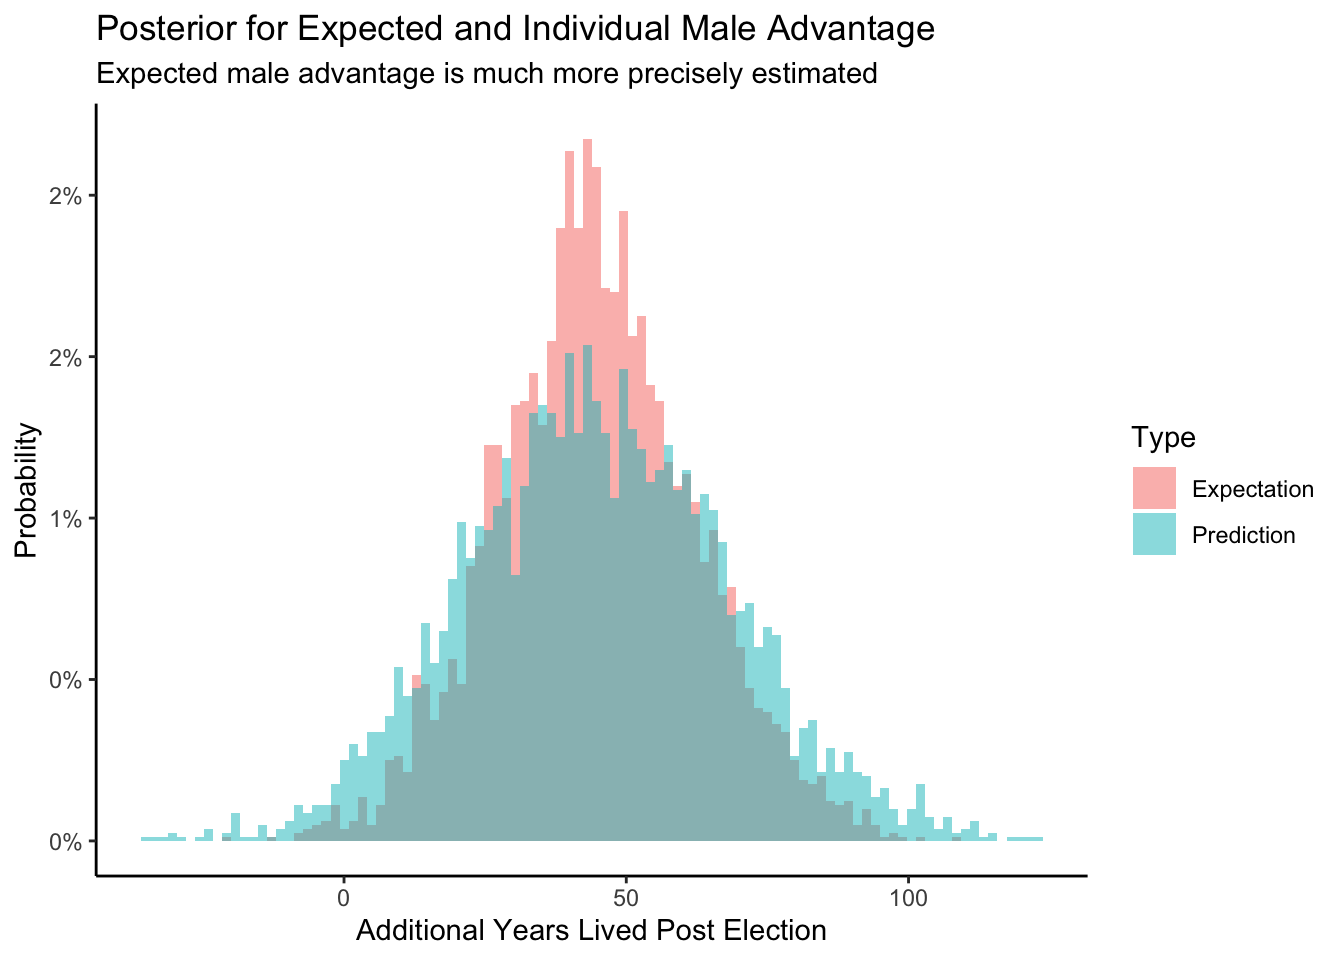 Posterior for Expected and Individual Male Advantage
Expected male advantage is much more precisely estimated
2%
2%
1%
0%
0%
Probability
0
50
100
Additional Years Lived Post Election
Type
Expectation
Prediction